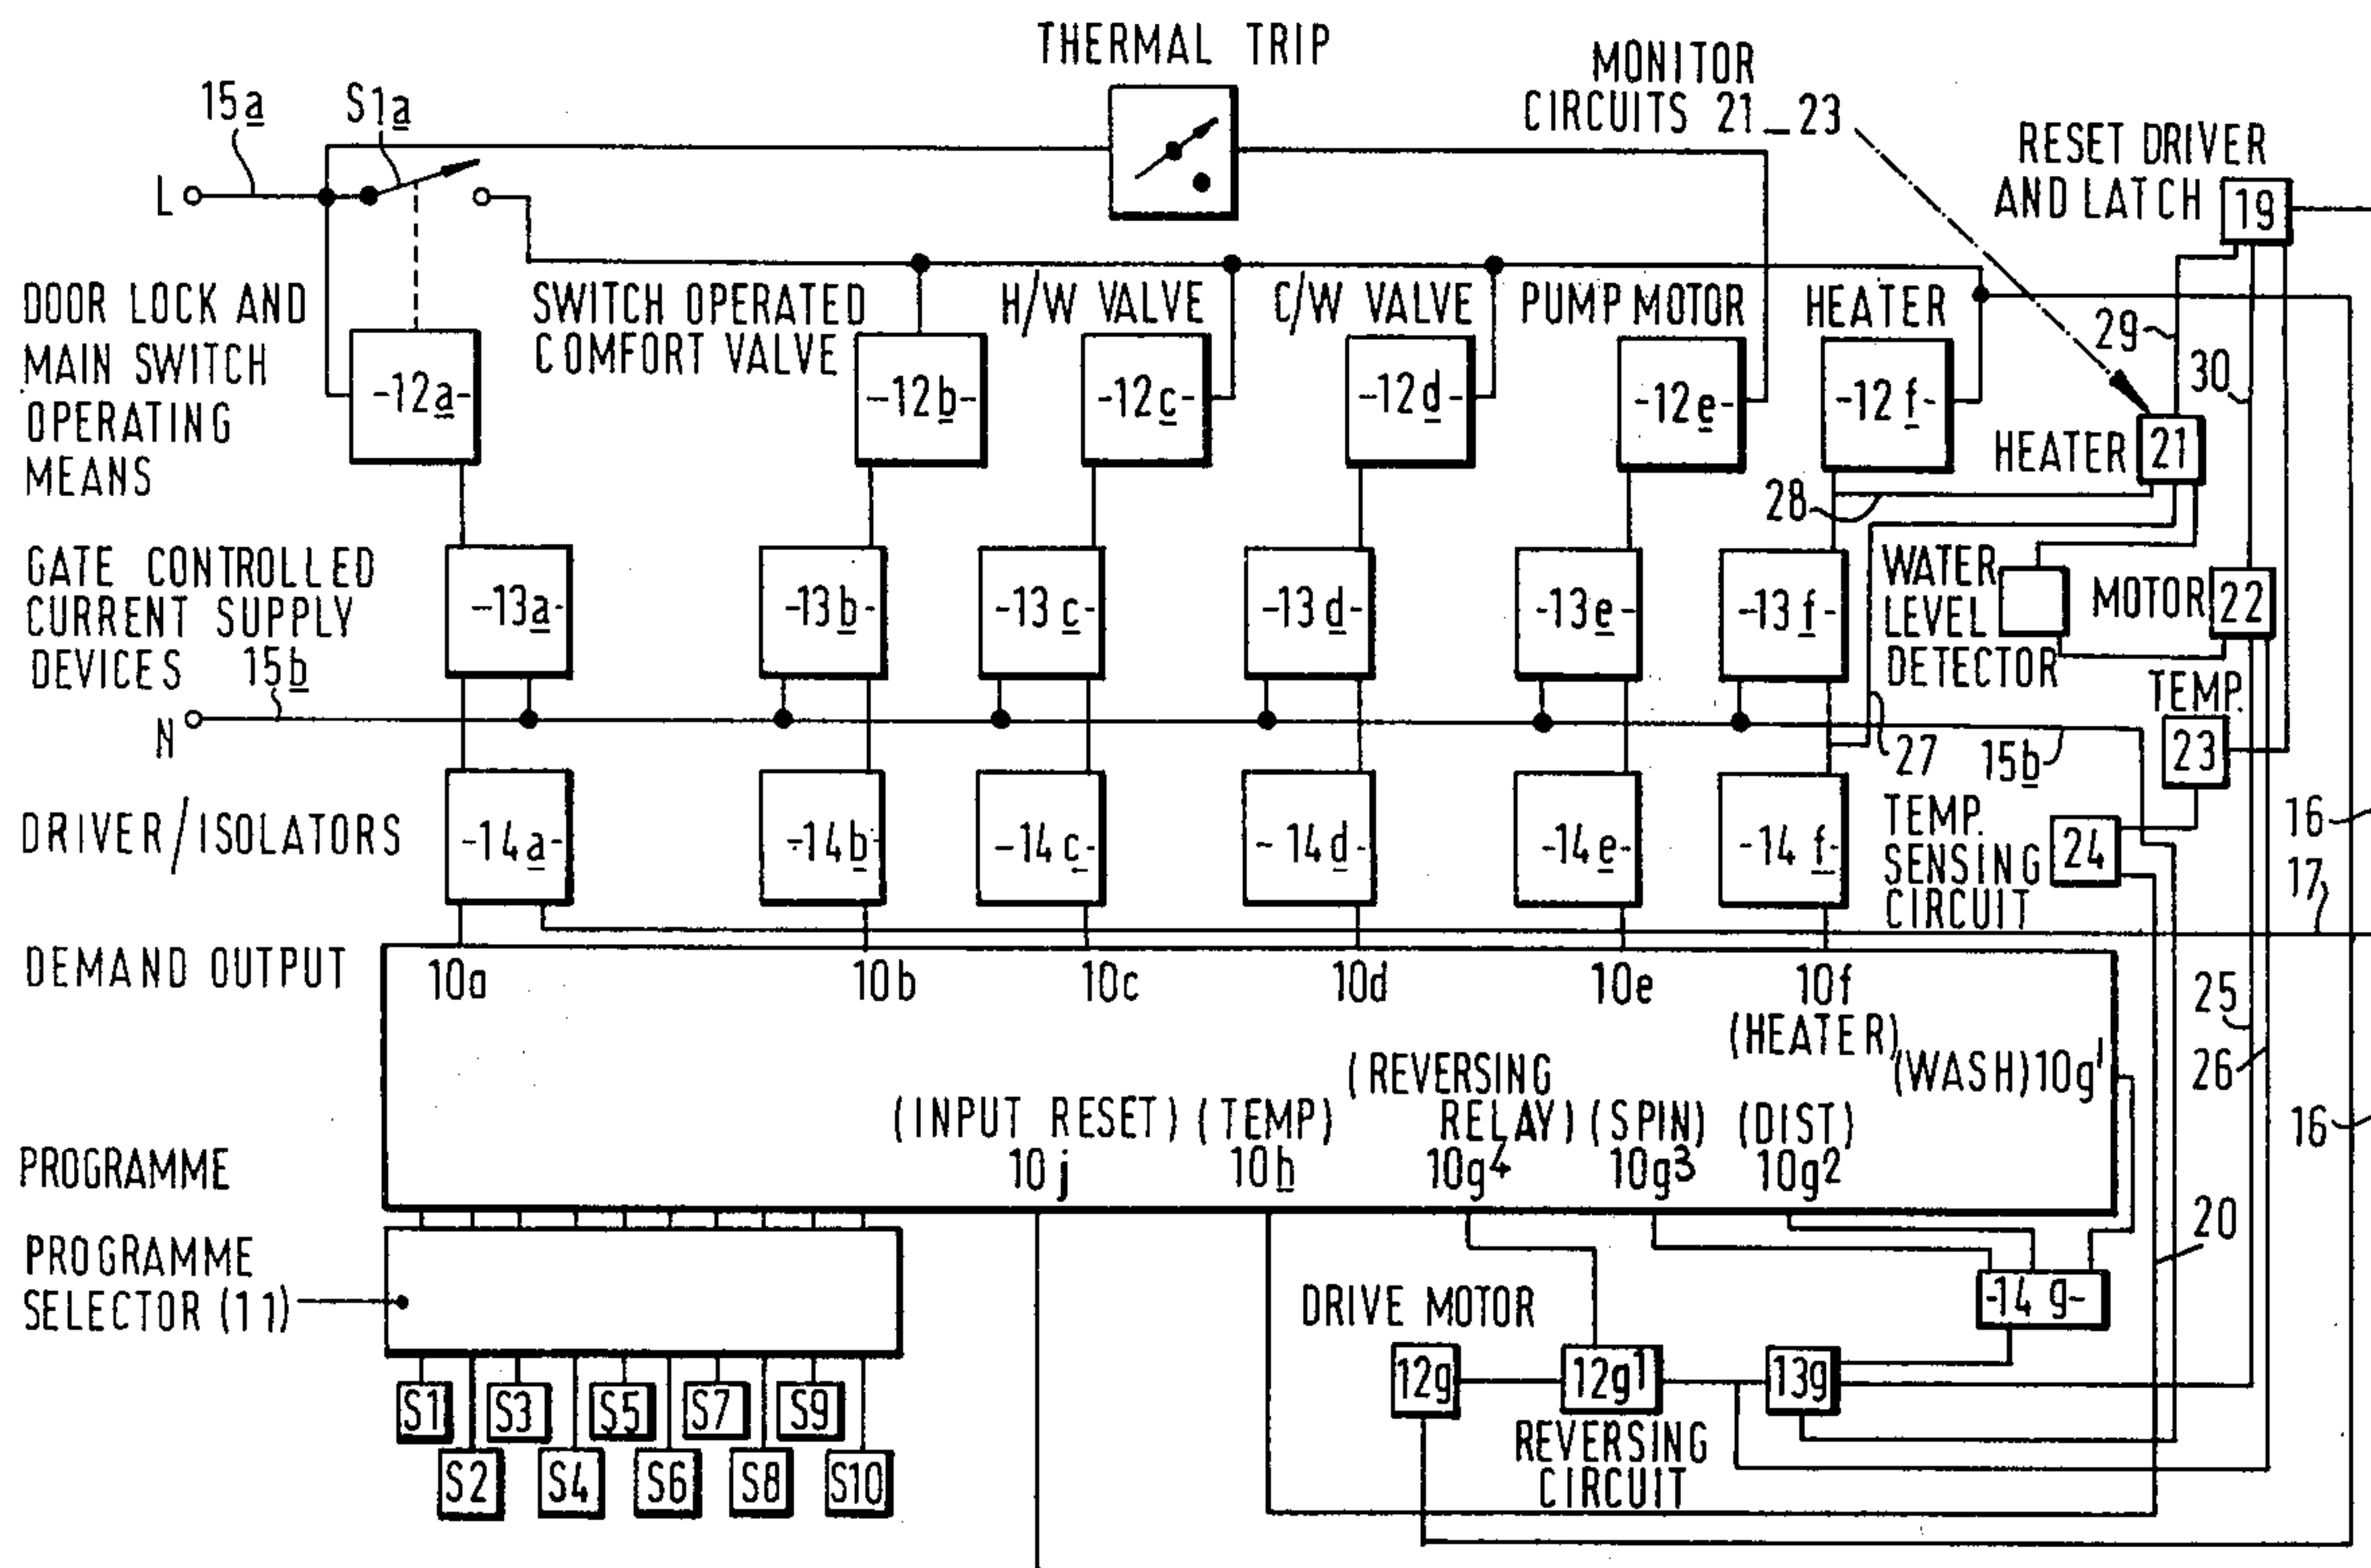 THERMAL TRIP
MONITOR
CIRCUITS 21_23
15a
S1a
L
RESET DRIVER
AND LATCH
19
DOOR LOCK AND
MAIN SWITCH
OPERATING
MEANS
-12a-
SWITCH OPERATED
COMFORT VALVE
-12b-
H/W VALVE
-12c-
C/W VALVE
-12d-
PUMP MOTOR
-12e-
HEATER
-12f-
29
30
HEATER
21
28
GATE CONTROLLED
CURRENT SUPPLY
DEVICES
15b
-13a-
-13b-
-13c-
-13d-
-13e-
-13f-
WATER
LEVEL
DETECTOR
MOTOR
22
TEMP.
23
N
27
15b
DRIVER/ISOLATORS
-14a-
-14b-
-14c-
-14d-
-14e-
-14f-
TEMP.
SENSING
CIRCUIT
24
16
17
DEMAND OUTPUT
10a
10b
10c
10d
10e
10f
(HEATER)
(WASH)10g1
25
26
16
(INPUT RESET)
10j
(TEMP)
10h
(REVERSING
RELAY)
10g4
(SPIN)
10g3
(DIST)
10g2
20
PROGRAMME
PROGRAMME
SELECTOR (11)
-14g-
DRIVE MOTOR
12g
12g1
13g
REVERSING
CIRCUIT
S1
S3
S5
S7
S9
S2
S4
S6
S8
S10